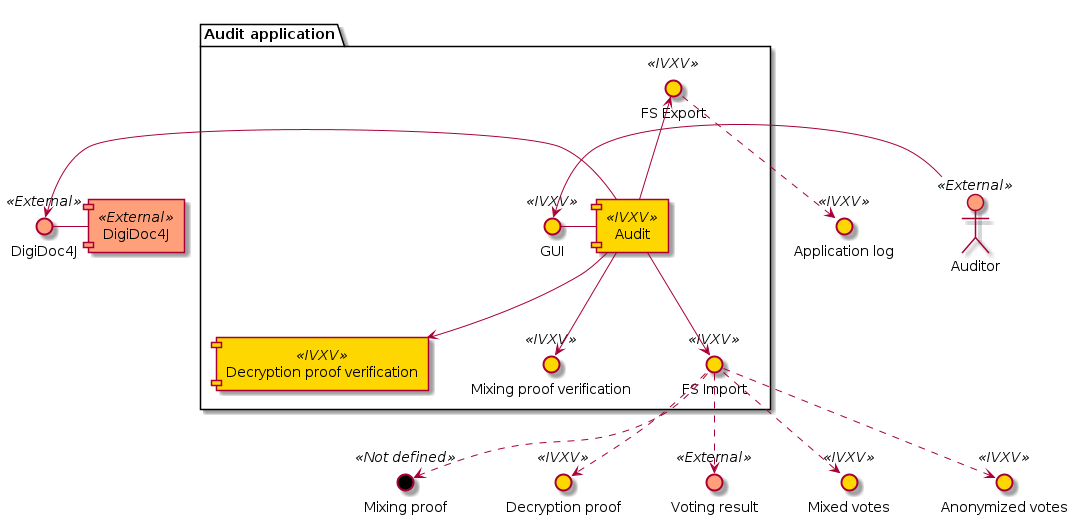 Audit application
«IVXV»
FS Export
«External»
DigiDoc4J
«External»
DigiDoc4J
«IVXV»
GUI
«IVXV»
Audit
«IVXV»
Application log
«External»
Auditor
«IVXV»
Decryption proof verification
«IVXV»
Mixing proof verification
«IVXV»
FS Import
«Not defined»
Mixing proof
«IVXV»
Decryption proof
«External»
Voting result
«IVXV»
Mixed votes
«IVXV»
Anonymized votes